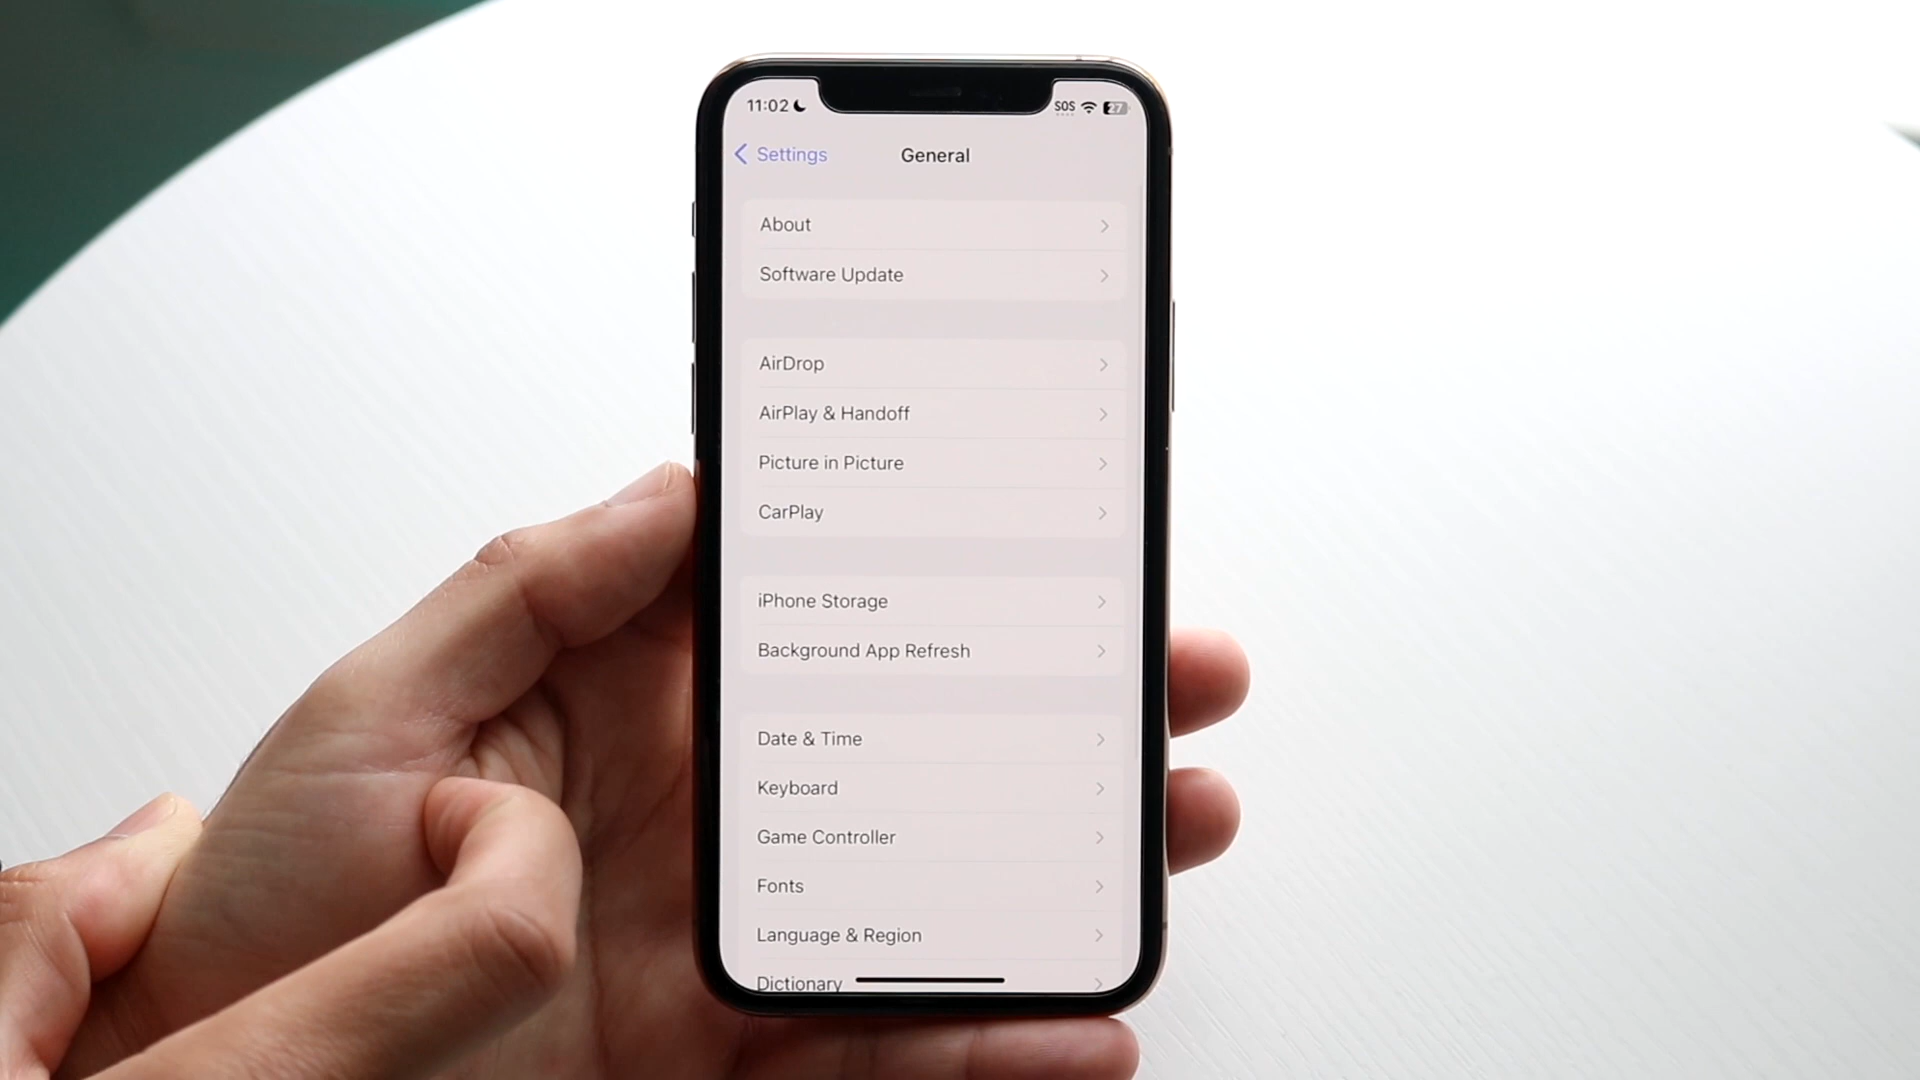 11:02
SOS
27
Settings
General
About
Software Update
AirDrop
AirPlay & Handoff
Picture in Picture
CarPlay
iPhone Storage
Background App Refresh
Date & Time
Keyboard
Game Controller
Fonts
Language & Region
Dictionary